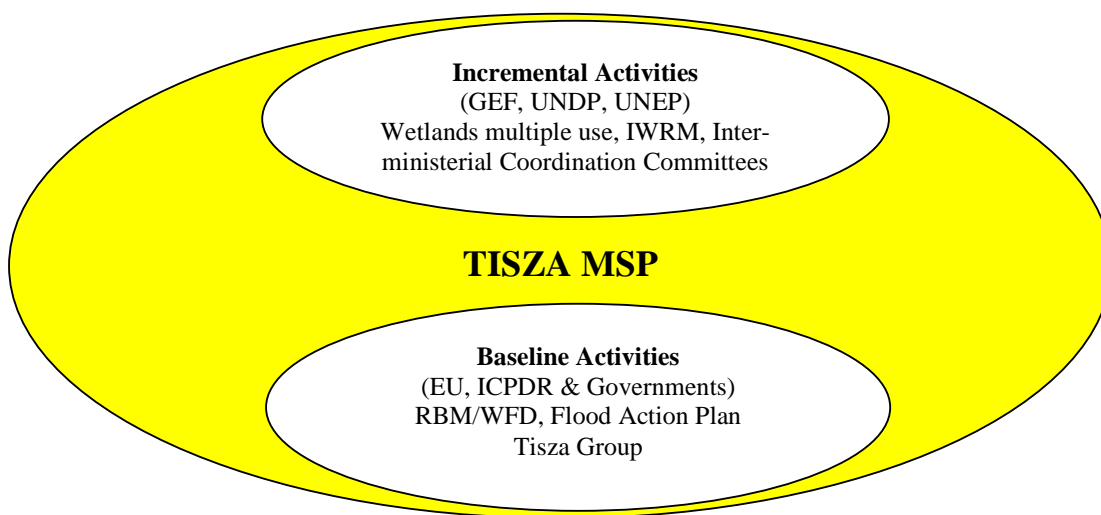 Incremental Activities
(GEF, UNDP, UNEP)
Wetlands multiple use, IWRM, Inter-
ministerial Coordination Committees
TISZA MSP
Baseline Activities
(EU, ICPDR & Governments)
RBM/WFD, Flood Action Plan
Tisza Group